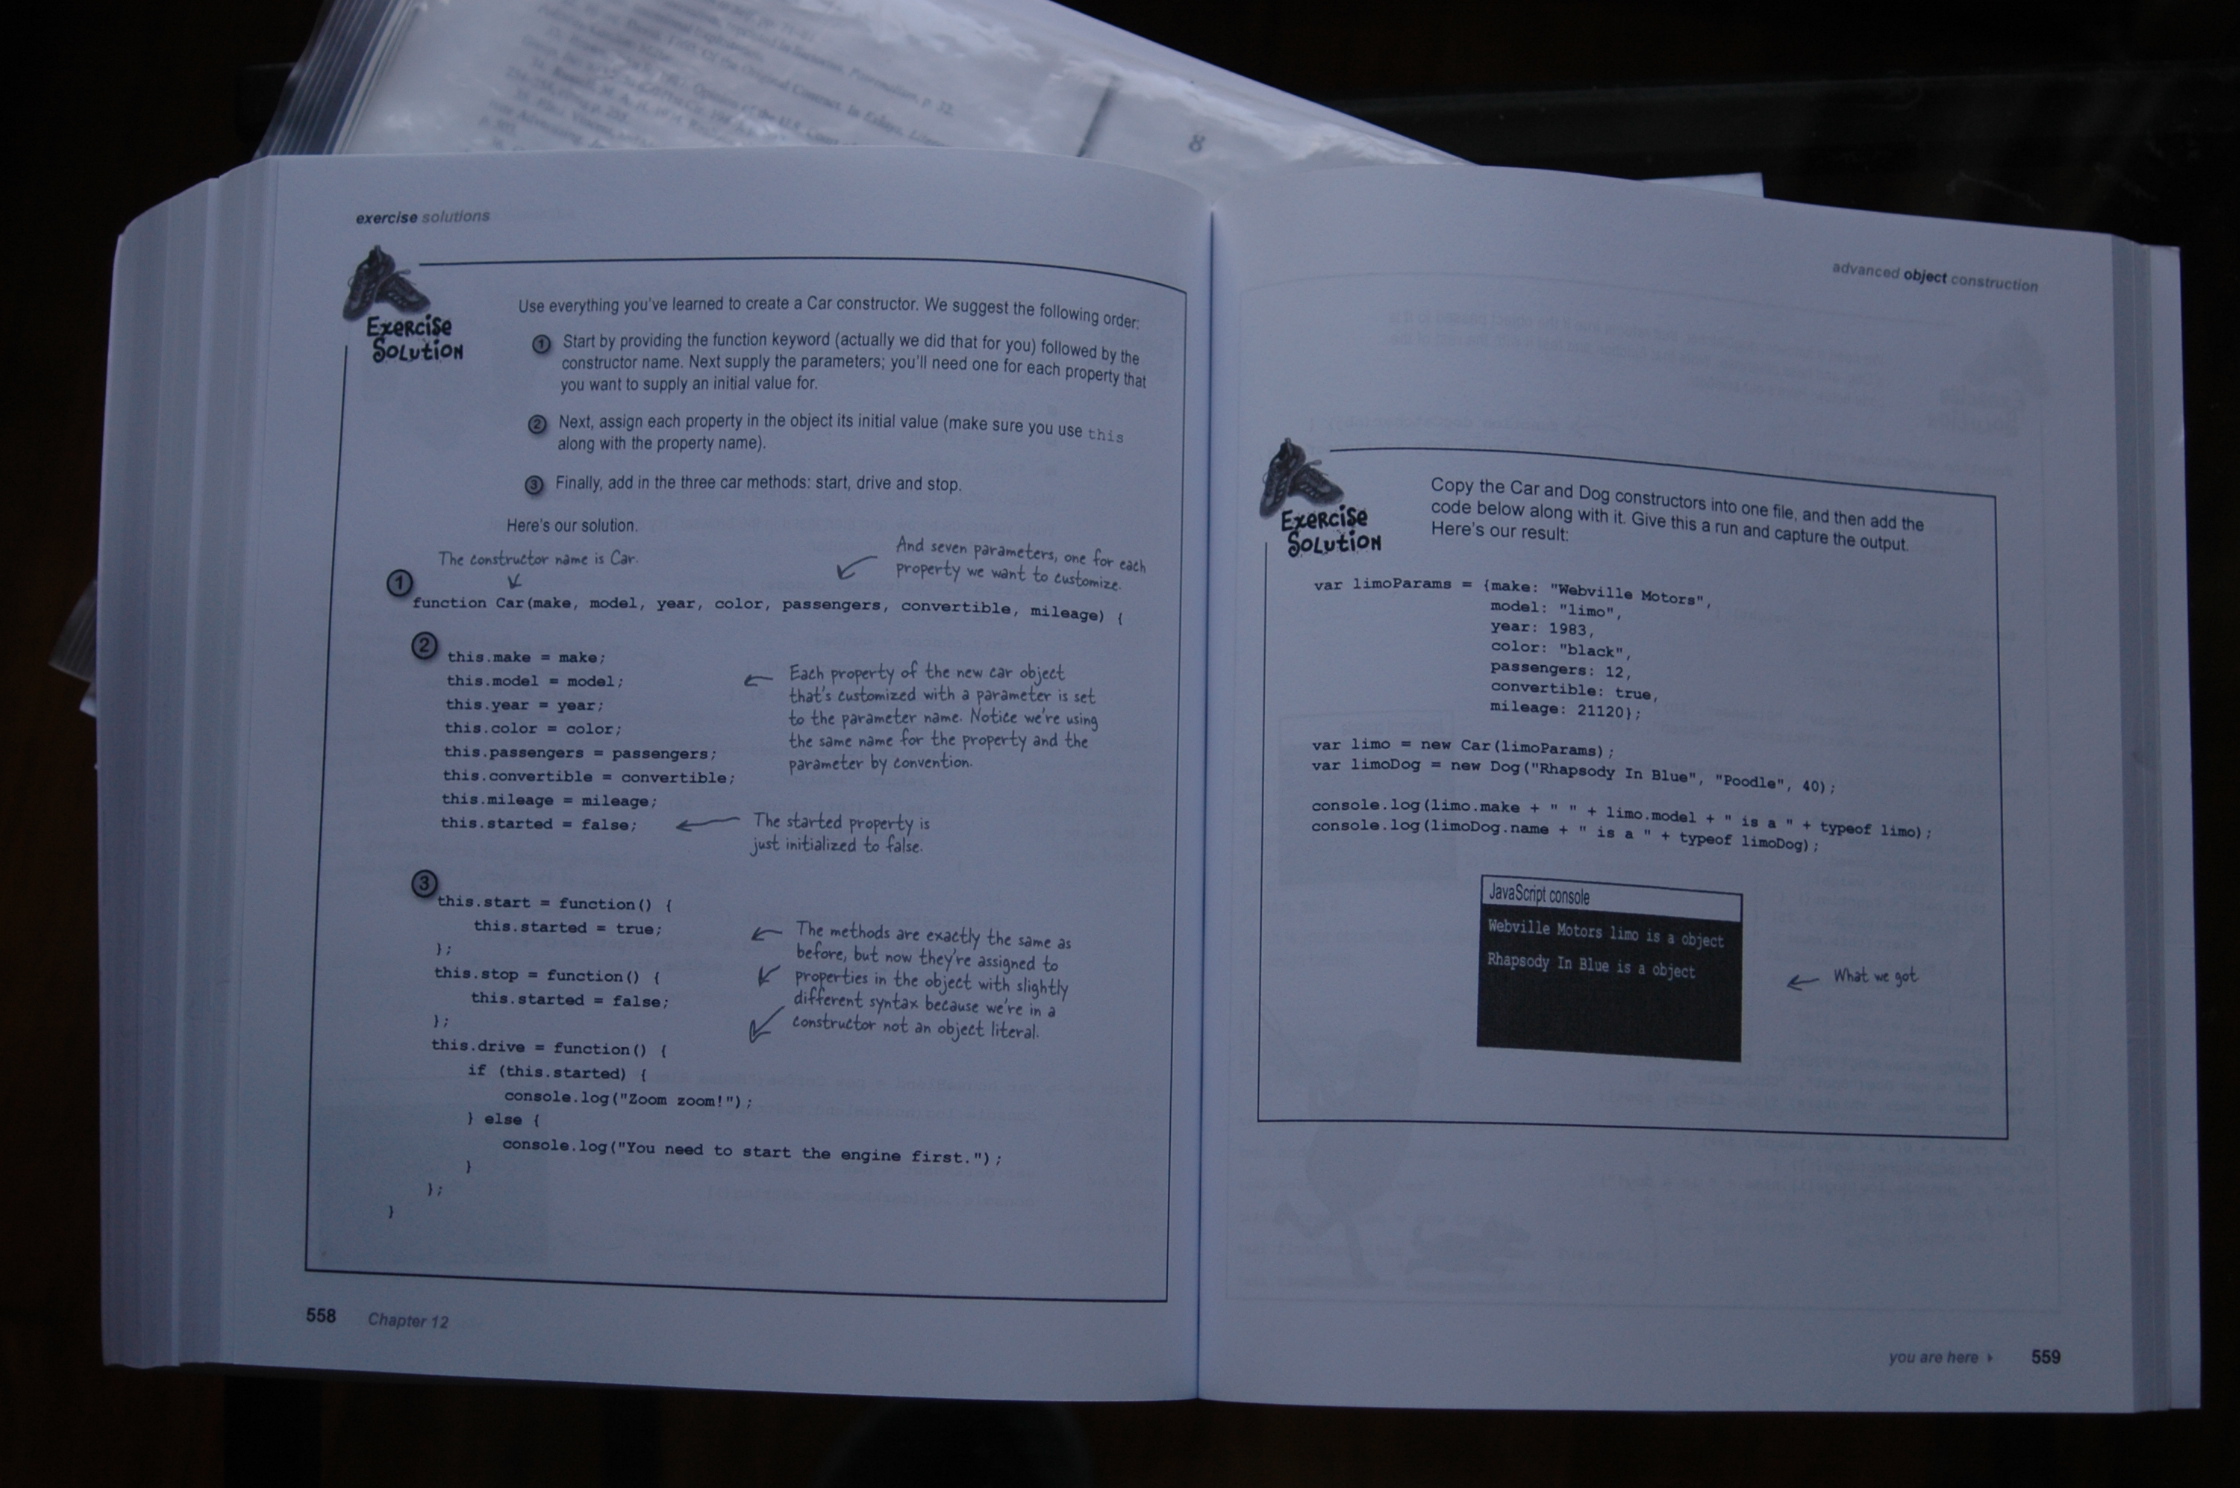 8
exercise solutions
Exercise
Solution
Use everything you've learned to create a Car constructor. We suggest the following order:
1 Start by providing the function keyword (actually we did that for you) followed by the
constructor name. Next supply the parameters; you'll need one for each property that
you want to supply an initial value for.
2 Next, assign each property in the object its initial value (make sure you use this
along with the property name).
3 Finally, add in the three car methods: start, drive and stop.
Here's our solution.
The constructor name is Car.
And seven parameters, one for each
property we want to customize.
1
function Car(make, model, year, color, passengers, convertible, mileage) {
2
this.make = make;
this.model = model;
this.year = year;
this.color = color;
this.passengers = passengers;
this.convertible = convertible;
this.mileage = mileage;
this.started = false;
Each property of the new car object
that's customized with a parameter is set
to the parameter name. Notice we're using
the same name for the property and the
parameter by convention.
The started property is
just initialized to false.
3
this.start = function() {
this.started = true;
};
this.stop = function() {
this.started = false;
};
this.drive = function() {
if (this.started) {
console.log("Zoom zoom!");
} else {
console.log("You need to start the engine first.");
}
};
}
The methods are exactly the same as
before, but now they're assigned to
properties in the object with slightly
different syntax because we're in a
constructor not an object literal.
558 Chapter 12
advanced object construction
Exercise
Solution
Copy the Car and Dog constructors into one file, and then add the
code below along with it. Give this a run and capture the output.
Here's our result:
var limoParams = {make: "Webville Motors",
model: "limo",
year: 1983,
color: "black",
passengers: 12,
convertible: true,
mileage: 21120};
var limo = new Car(limoParams);
var limoDog = new Dog("Rhapsody In Blue", "Poodle", 40);
console.log(limo.make + " " + limo.model + " is a " + typeof limo);
console.log(limoDog.name + " is a " + typeof limoDog);
JavaScript console
Webville Motors limo is a object
Rhapsody In Blue is a object
What we got
you are here 559